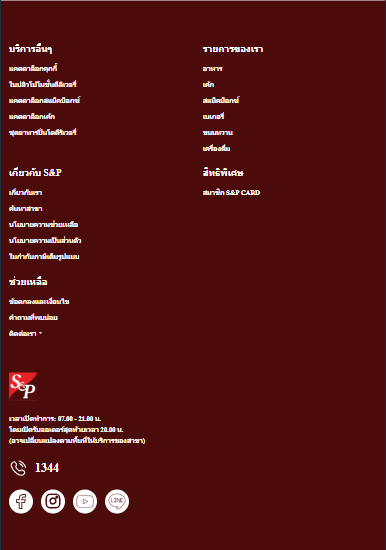 บริการอื่นๆ
แคตตาล็อกคุกกี้
ใบปลิวโปรโมชั่นดิลิเวอรี่
แคตตาล็อกสแน็คบ๊อกซ์
แคตตาล็อกเค้ก
ชุดอาหารปิ่นโตดิริเวอรี่
รายการของเรา
อาหาร
เค้ก
สแน็คบ๊อกซ์
เบเกอรี่
ขนมหวาน
เครื่องดื่ม
เกี่ยวกับ S&P
เกี่ยวกับเรา
ค้นหาสาขา
นโยบายความช่วยเหลือ
นโยบายความเป็นส่วนตัว
ใบกำกับภาษีเต็มรูปแบบ
สิทธิพิเศษ
สมาชิก S&P CARD
ช่วยเหลือ
ข้อตกลงและเงื่อนไข
คำถามที่พบบ่อย
ติดต่อเรา
S&P
เวลาเปิดทำการ: 07.00 - 21.00 น.
โดยเปิดรับออเดอร์สุดท้ายเวลา 20.00 น.
(อาจเปลี่ยนแปลงตามพื้นที่ให้บริการของสาขา)
1344
LINE